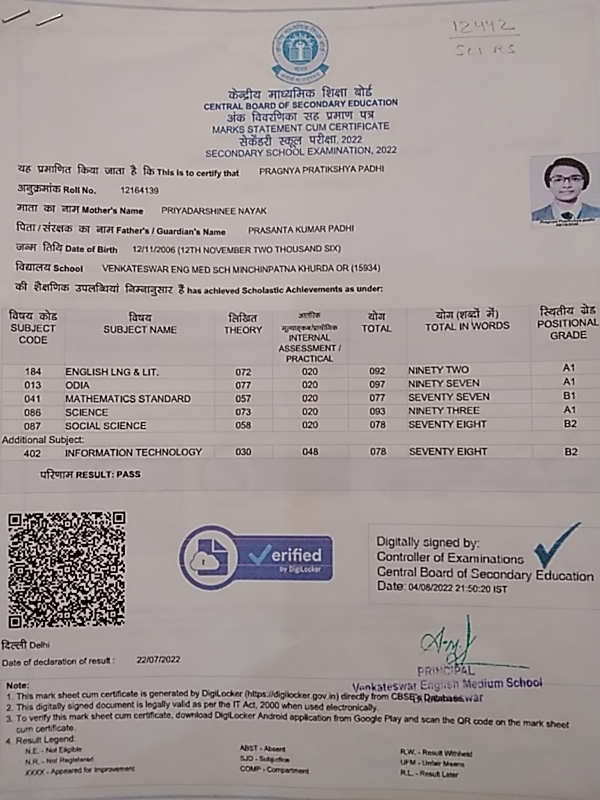 12442
Sci RS
केन्द्रीय माध्यमिक शिक्षा बोर्ड
CENTRAL BOARD OF SECONDARY EDUCATION
अंक विवरणिका सह प्रमाण पत्र
MARKS STATEMENT CUM CERTIFICATE
सेकेंडरी स्कूल परीक्षा, 2022
SECONDARY SCHOOL EXAMINATION, 2022
यह प्रमाणित किया जाता है कि This is to certify that PRAGNYA PRATIKSHYA PADHI
अनुक्रमांक Roll No. 12164139
माता का नाम Mother's Name PRIYADARSHINEE NAYAK
पिता / संरक्षक का नाम Father's / Guardian's Name PRASANTA KUMAR PADHI
जन्म तिथि Date of Birth 12/11/2006 (12TH NOVEMBER TWO THOUSAND SIX)
विद्यालय School VENKATESWAR ENG MED SCH MINCHINPATNA KHURDA OR (15934)
की शैक्षणिक उपलब्धियां निम्नानुसार हैं has achieved Scholastic Achievements as under:
विषय कोड SUBJECT CODE विषय SUBJECT NAME लिखित THEORY आंतरिक मूल्याङ्कन/प्रायोगिक INTERNAL ASSESSMENT / PRACTICAL योग TOTAL योग (शब्दों में) TOTAL IN WORDS स्थितीय ग्रेड POSITIONAL GRADE
184 ENGLISH LNG & LIT. 072 020 092 NINETY TWO A1
013 ODIA 077 020 097 NINETY SEVEN A1
041 MATHEMATICS STANDARD 057 020 077 SEVENTY SEVEN B1
086 SCIENCE 073 020 093 NINETY THREE A1
087 SOCIAL SCIENCE 058 020 078 SEVENTY EIGHT B2
Additional Subject:
402 INFORMATION TECHNOLOGY 030 048 078 SEVENTY EIGHT B2
परिणाम RESULT: PASS
Verified
by DigiLocker
Digitally signed by:
Controller of Examinations
Central Board of Secondary Education
Date: 04/08/2022 21:50:20 IST
दिल्ली Delhi
Date of declaration of result : 22/07/2022
PRINCIPAL
Venkateswar English Medium School
Note:
1. This mark sheet cum certificate is generated by DigiLocker (https://digilocker.gov.in) directly from CBSE's Database.
2. This digitally signed document is legally valid as per the IT Act, 2000 when used electronically.
3. To verify this mark sheet cum certificate, download DigiLocker Android application from Google Play and scan the QR code on the mark sheet
cum certificate.
4. Result Legend:
N.E. - Not Eligible ABST - Absent R.W. - Result Withheld
N.R. - Not Registered SJD - Subjudice UFM - Unfair Means
XXXX - Appeared for Improvement COMP - Compartment R.L. - Result Later